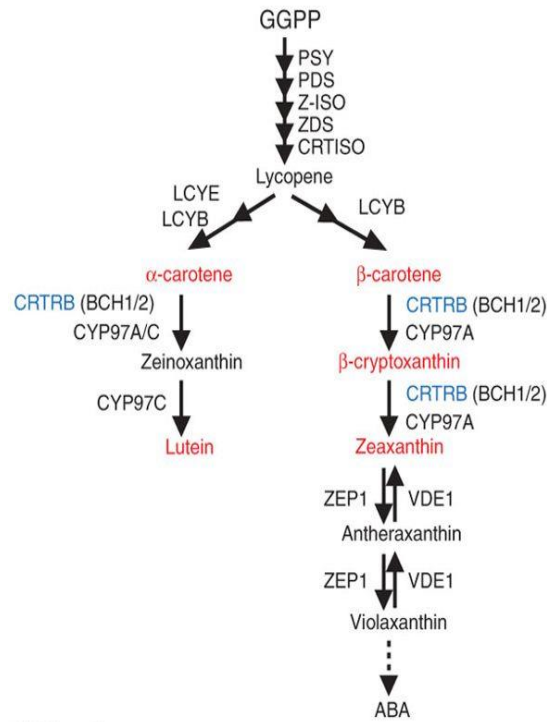 GGPP
PSY
PDS
Z-ISO
ZDS
CRTISO
Lycopene
LCYE
LCYB
LCYB
α-carotene
β-carotene
CRTRB (BCH1/2)
CYP97A/C
CRTRB (BCH1/2)
CYP97A
Zeinoxanthin
β-cryptoxanthin
CYP97C
CRTRB (BCH1/2)
CYP97A
Lutein
Zeaxanthin
ZEP1
VDE1
Antheraxanthin
ZEP1
VDE1
Violaxanthin
ABA